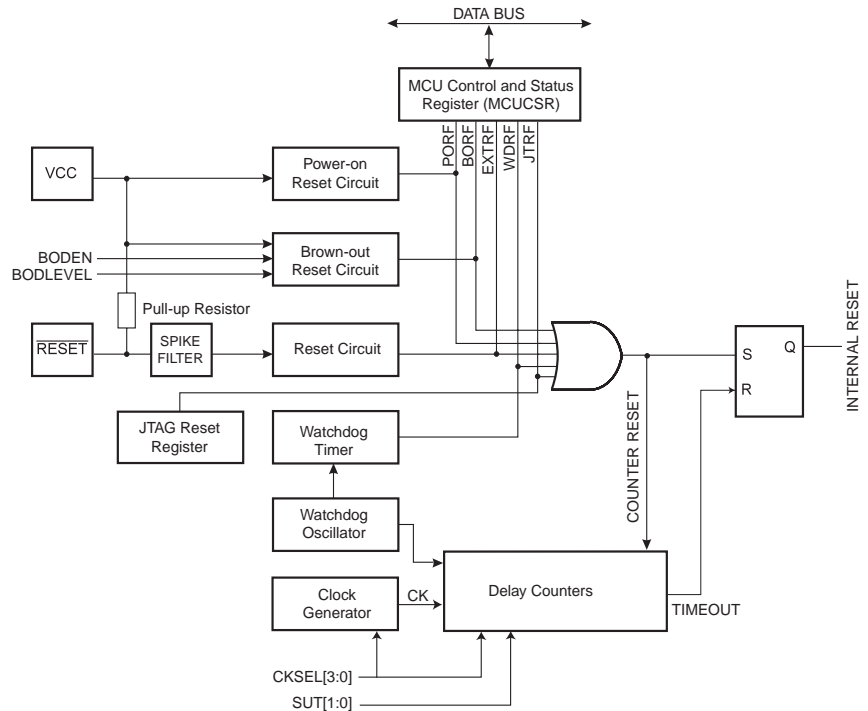 DATA BUS
MCU Control and Status
Register (MCUCSR)
PORF
BORF
EXTRF
WDRF
JTRF
VCC
Power-on
Reset Circuit
BODEN
BODLEVEL
Brown-out
Reset Circuit
Pull-up Resistor
RESET
SPIKE
FILTER
Reset Circuit
JTAG Reset
Register
Watchdog
Timer
Watchdog
Oscillator
Clock
Generator
CK
Delay Counters
CKSEL[3:0]
SUT[1:0]
COUNTER RESET
TIMEOUT
S
R
Q
INTERNAL RESET